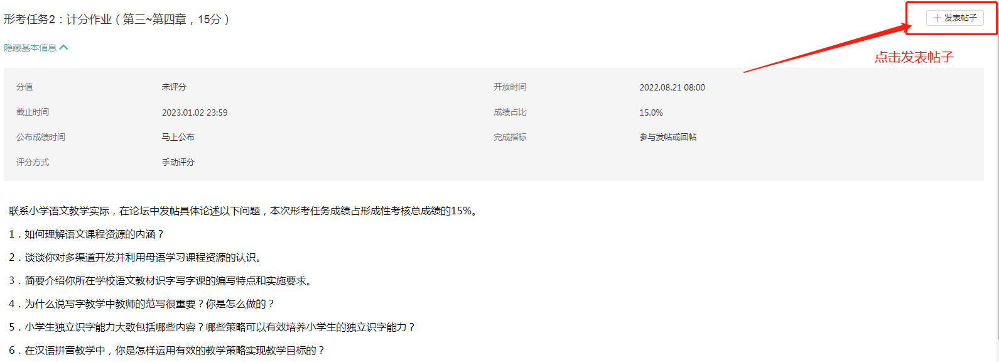 形考任务2：计分作业（第三~第四章，15分）
＋ 发表帖子
隐藏基本信息
点击发表帖子
分值 未评分 开放时间 2022.08.21 08:00
截止时间 2023.01.02 23:59 成绩占比 15.0%
公布成绩时间 马上公布 完成指标 参与发帖或回帖
评分方式 手动评分
联系小学语文教学实际，在论坛中发帖具体论述以下问题，本次形考任务成绩占形成性考核总成绩的15%。
1．如何理解语文课程资源的内涵？
2．谈谈你对多渠道开发并利用母语学习课程资源的认识。
3．简要介绍你所在学校语文教材识字写字课的编写特点和实施要求。
4．为什么说写字教学中教师的范写很重要？你是怎么做的？
5．小学生独立识字能力大致包括哪些内容？哪些策略可以有效培养小学生的独立识字能力？
6．在汉语拼音教学中，你是怎样运用有效的教学策略实现教学目标的？